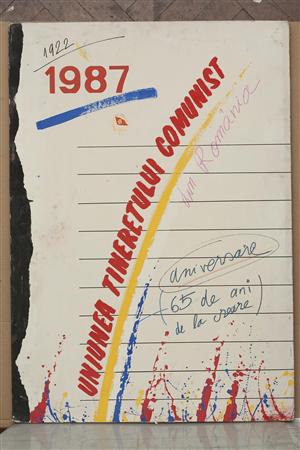 1922
1987
UNIUNEA TINERETULUI COMUNIST
din România
aniversare
(65 de ani
de la creare)